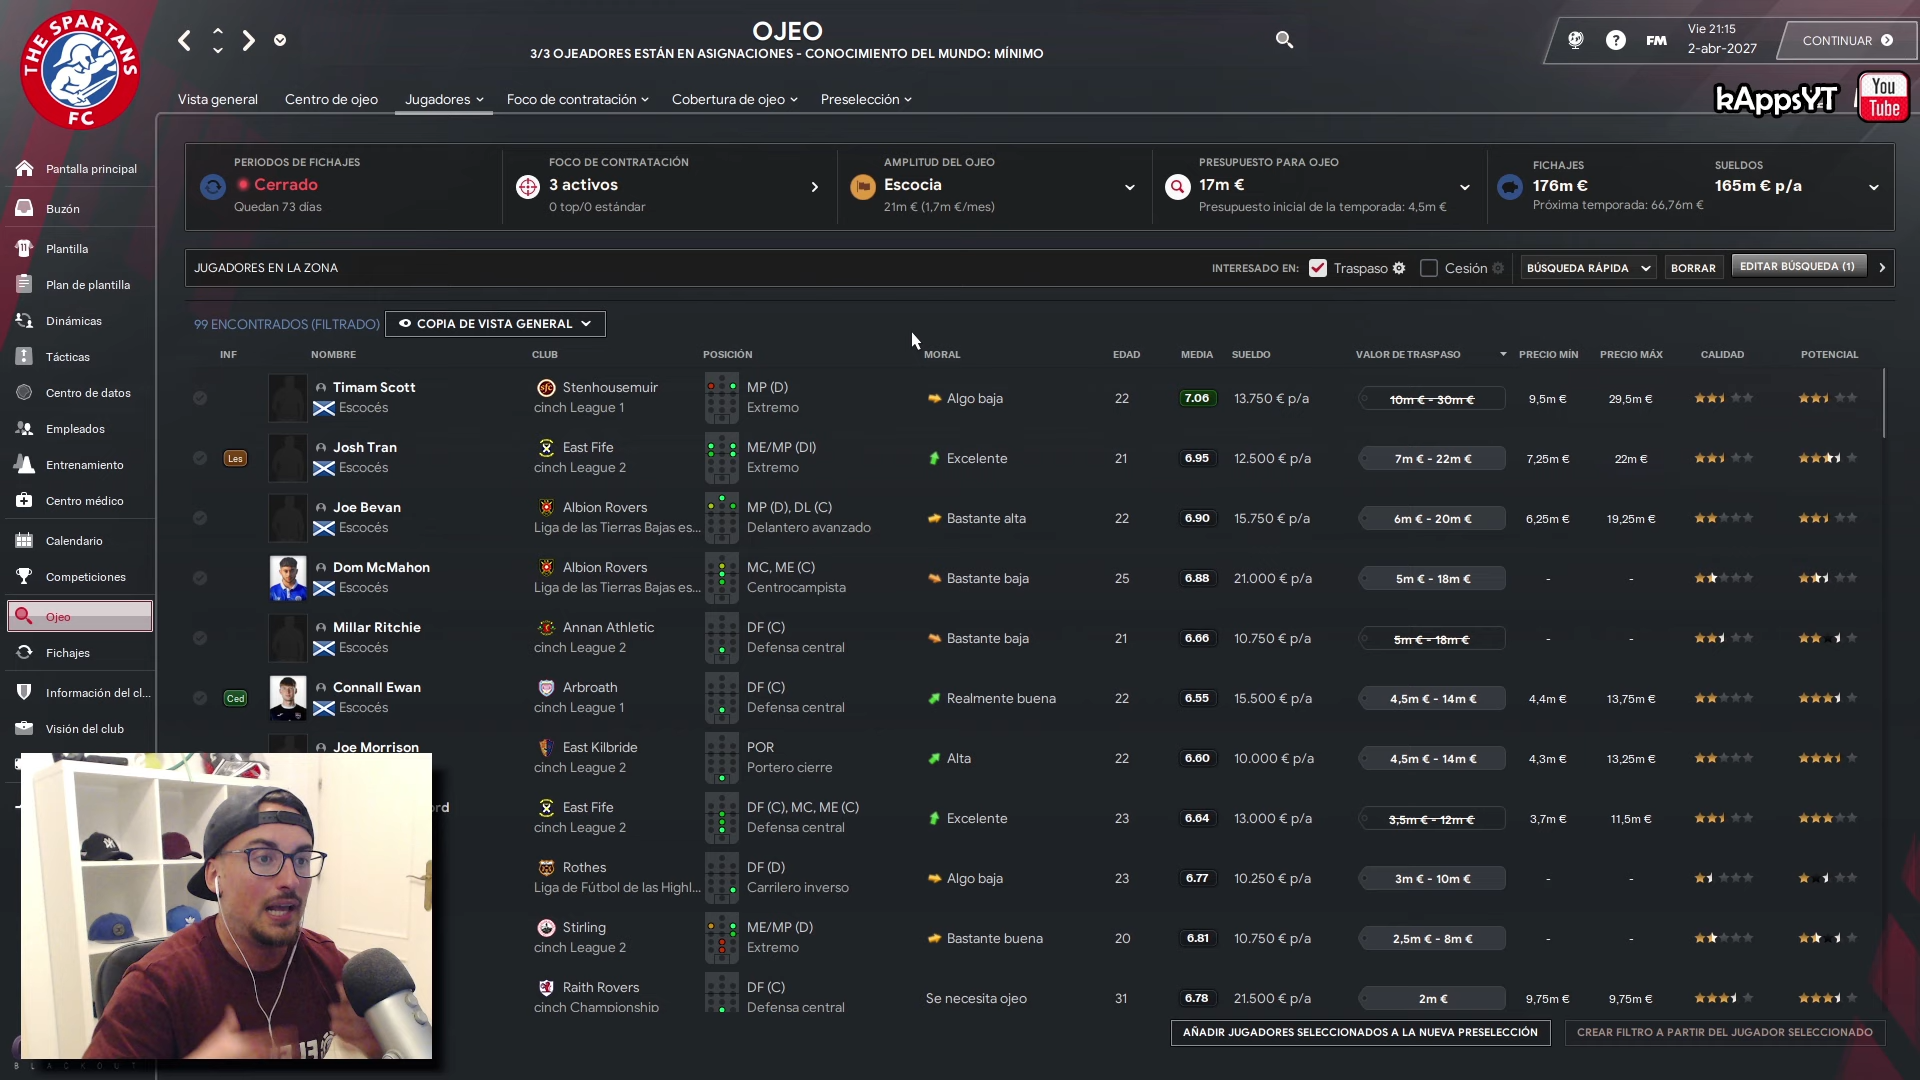 THE SPARTANS
FC
OJEO
3/3 OJEADORES ESTÁN EN ASIGNACIONES - CONOCIMIENTO DEL MUNDO: MÍNIMO
Vie 21:15
2-abr-2027
FM
CONTINUAR
kAppsYT
You
Tube
Vista general
Centro de ojeo
Jugadores
Foco de contratación
Cobertura de ojeo
Preselección
Pantalla principal
Buzón
Plantilla
Plan de plantilla
Dinámicas
Tácticas
Centro de datos
Empleados
Entrenamiento
Centro médico
Calendario
Competiciones
Ojeo
Fichajes
Información del cl...
Visión del club
PERIODOS DE FICHAJES
Cerrado
Quedan 73 días
FOCO DE CONTRATACIÓN
3 activos
0 top/0 estándar
AMPLITUD DEL OJEO
Escocia
21m € (1,7m €/mes)
PRESUPUESTO PARA OJEO
17m €
Presupuesto inicial de la temporada: 4,5m €
FICHAJES
176m €
Próxima temporada: 66,76m €
SUELDOS
165m € p/a
JUGADORES EN LA ZONA
INTERESADO EN:
Traspaso
Cesión
BÚSQUEDA RÁPIDA
BORRAR
EDITAR BÚSQUEDA (1)
99 ENCONTRADOS (FILTRADO)
COPIA DE VISTA GENERAL
INF NOMBRE CLUB POSICIÓN MORAL EDAD MEDIA SUELDO VALOR DE TRASPASO PRECIO MÍN PRECIO MÁX CALIDAD POTENCIAL
Timam Scott Stenhousemuir MP (D) Algo baja 22 7.06 13.750 € p/a 10m € - 30m € 9,5m € 29,5m €
Escocés cinch League 1 Extremo
Les Josh Tran East Fife ME/MP (DI) Excelente 21 6.95 12.500 € p/a 7m € - 22m € 7,25m € 22m €
Escocés cinch League 2 Extremo
Joe Bevan Albion Rovers MP (D), DL (C) Bastante alta 22 6.90 15.750 € p/a 6m € - 20m € 6,25m € 19,25m €
Escocés Liga de las Tierras Bajas es... Delantero avanzado
Dom McMahon Albion Rovers MC, ME (C) Bastante baja 25 6.88 21.000 € p/a 5m € - 18m € - -
Escocés Liga de las Tierras Bajas es... Centrocampista
Millar Ritchie Annan Athletic DF (C) Bastante baja 21 6.66 10.750 € p/a 5m € - 18m € - -
Escocés cinch League 2 Defensa central
Ced Connall Ewan Arbroath DF (C) Realmente buena 22 6.55 15.500 € p/a 4,5m € - 14m € 4,4m € 13,75m €
Escocés cinch League 1 Defensa central
Joe Morrison East Kilbride POR Alta 22 6.60 10.000 € p/a 4,5m € - 14m € 4,3m € 13,25m €
cinch League 2 Portero cierre
ord East Fife DF (C), MC, ME (C) Excelente 23 6.64 13.000 € p/a 3,5m € - 12m € 3,7m € 11,5m €
cinch League 2 Defensa central
Rothes DF (D) Algo baja 23 6.77 10.250 € p/a 3m € - 10m € - -
Liga de Fútbol de las Highl... Carrilero inverso
Stirling ME/MP (D) Bastante buena 20 6.81 10.750 € p/a 2,5m € - 8m € - -
cinch League 2 Extremo
Raith Rovers DF (C) Se necesita ojeo 31 6.78 21.500 € p/a 2m € 9,75m € 9,75m €
cinch Championship Defensa central
AÑADIR JUGADORES SELECCIONADOS A LA NUEVA PRESELECCIÓN
CREAR FILTRO A PARTIR DEL JUGADOR SELECCIONADO